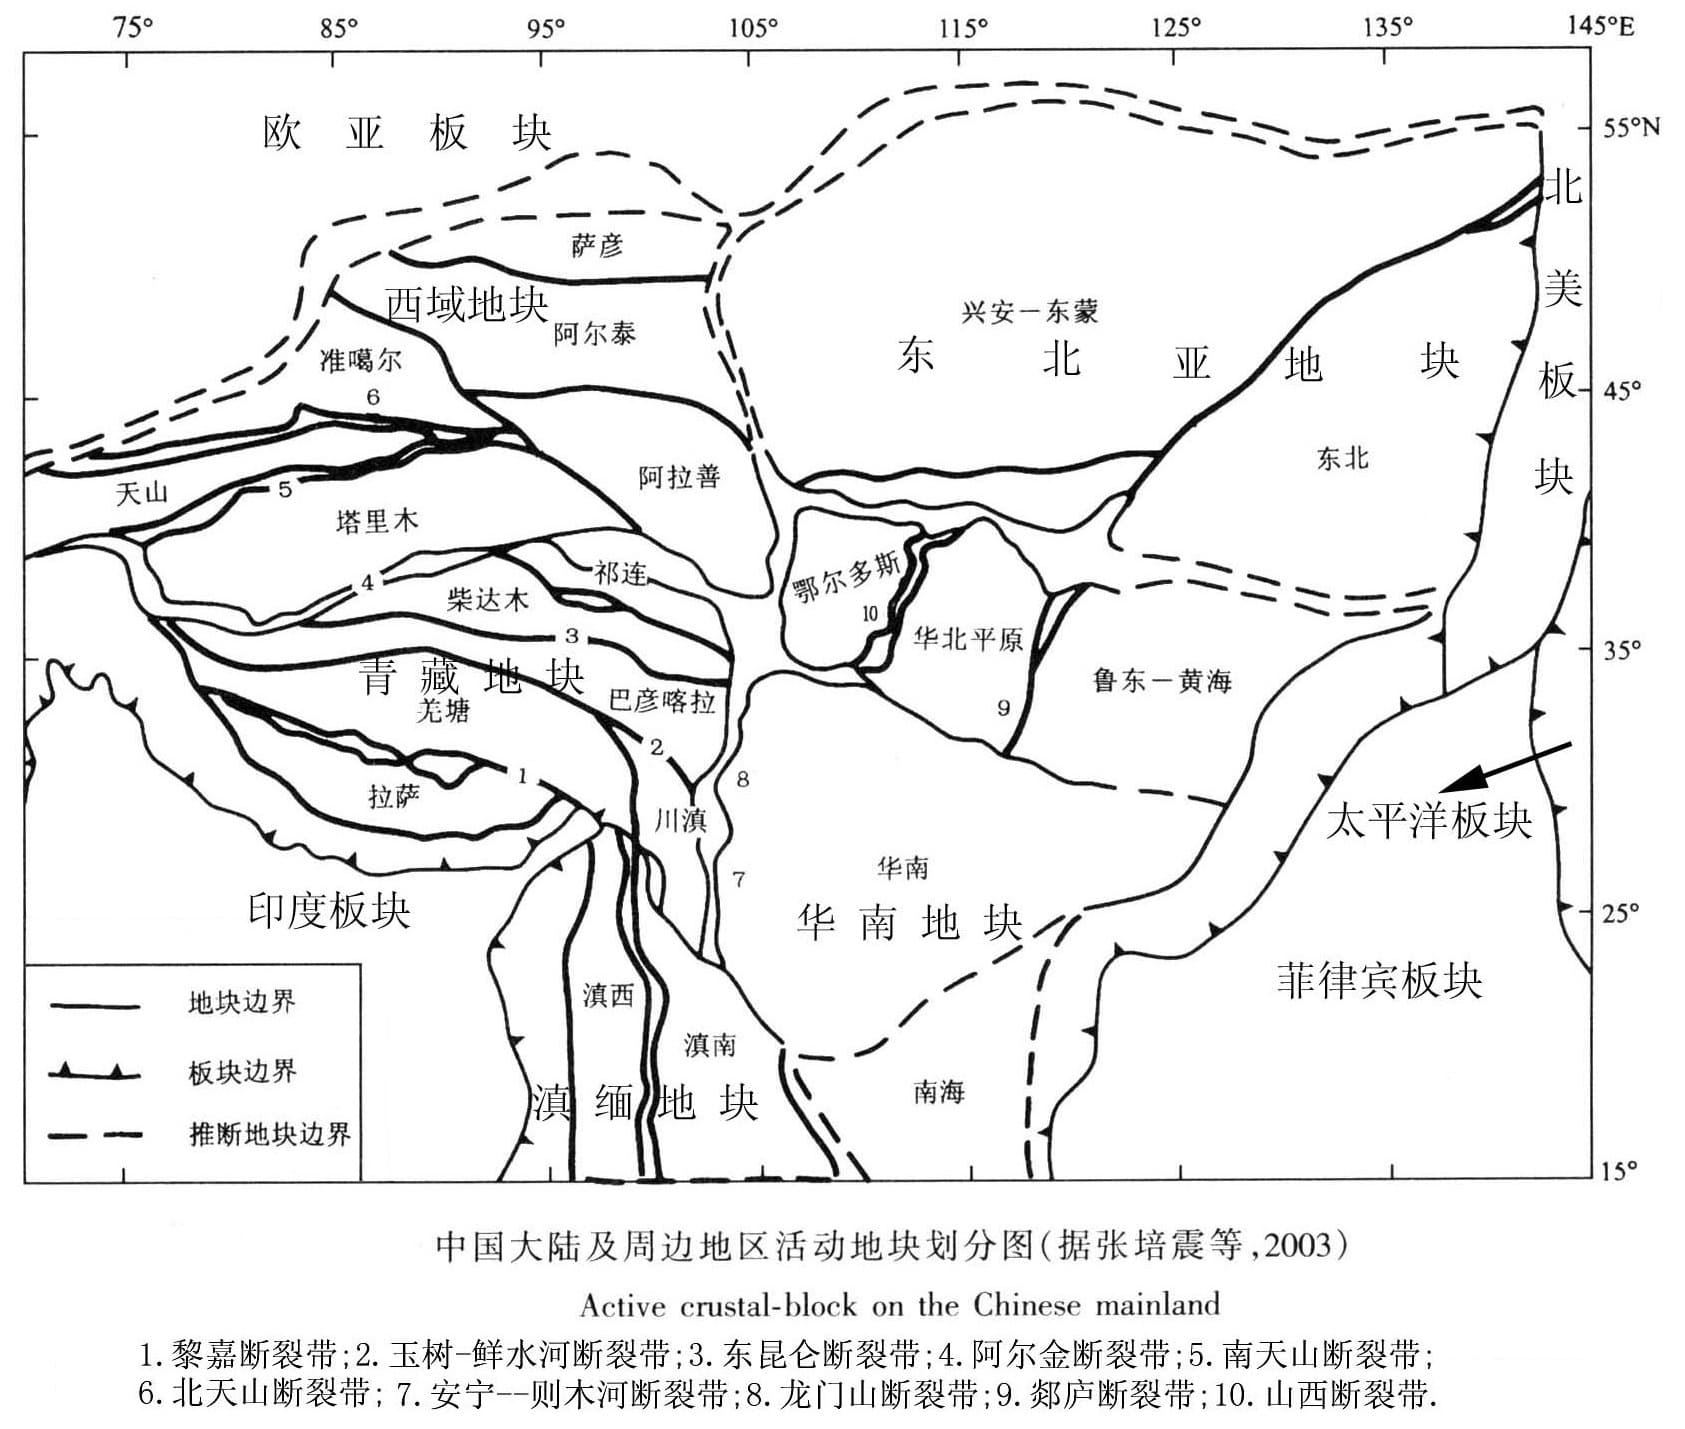 75° 85° 95° 105° 115° 125° 135° 145°E
欧亚板块
55°N
北美板块
萨彦
西域地块
兴安－东蒙
阿尔泰
准噶尔
东北亚地块
45°
6
东北
阿拉善
天山
5
塔里木
祁连
鄂尔多斯
4
柴达木
10
3
华北平原
35°
青藏地块
鲁东－黄海
巴彦喀拉
羌塘
9
2
1
8
拉萨
川滇
太平洋板块
华南
7
印度板块
华南地块
25°
菲律宾板块
滇西
地块边界
滇南
板块边界
南海
滇缅地块
推断地块边界
15°
75° 
中国大陆及周边地区活动地块划分图(据张培震等,2003)
Active crustal-block on the Chinese mainland
1.黎嘉断裂带;2.玉树-鲜水河断裂带;3.东昆仑断裂带;4.阿尔金断裂带;5.南天山断裂带;
6.北天山断裂带;7.安宁--则木河断裂带;8.龙门山断裂带;9.郯庐断裂带;10.山西断裂带.